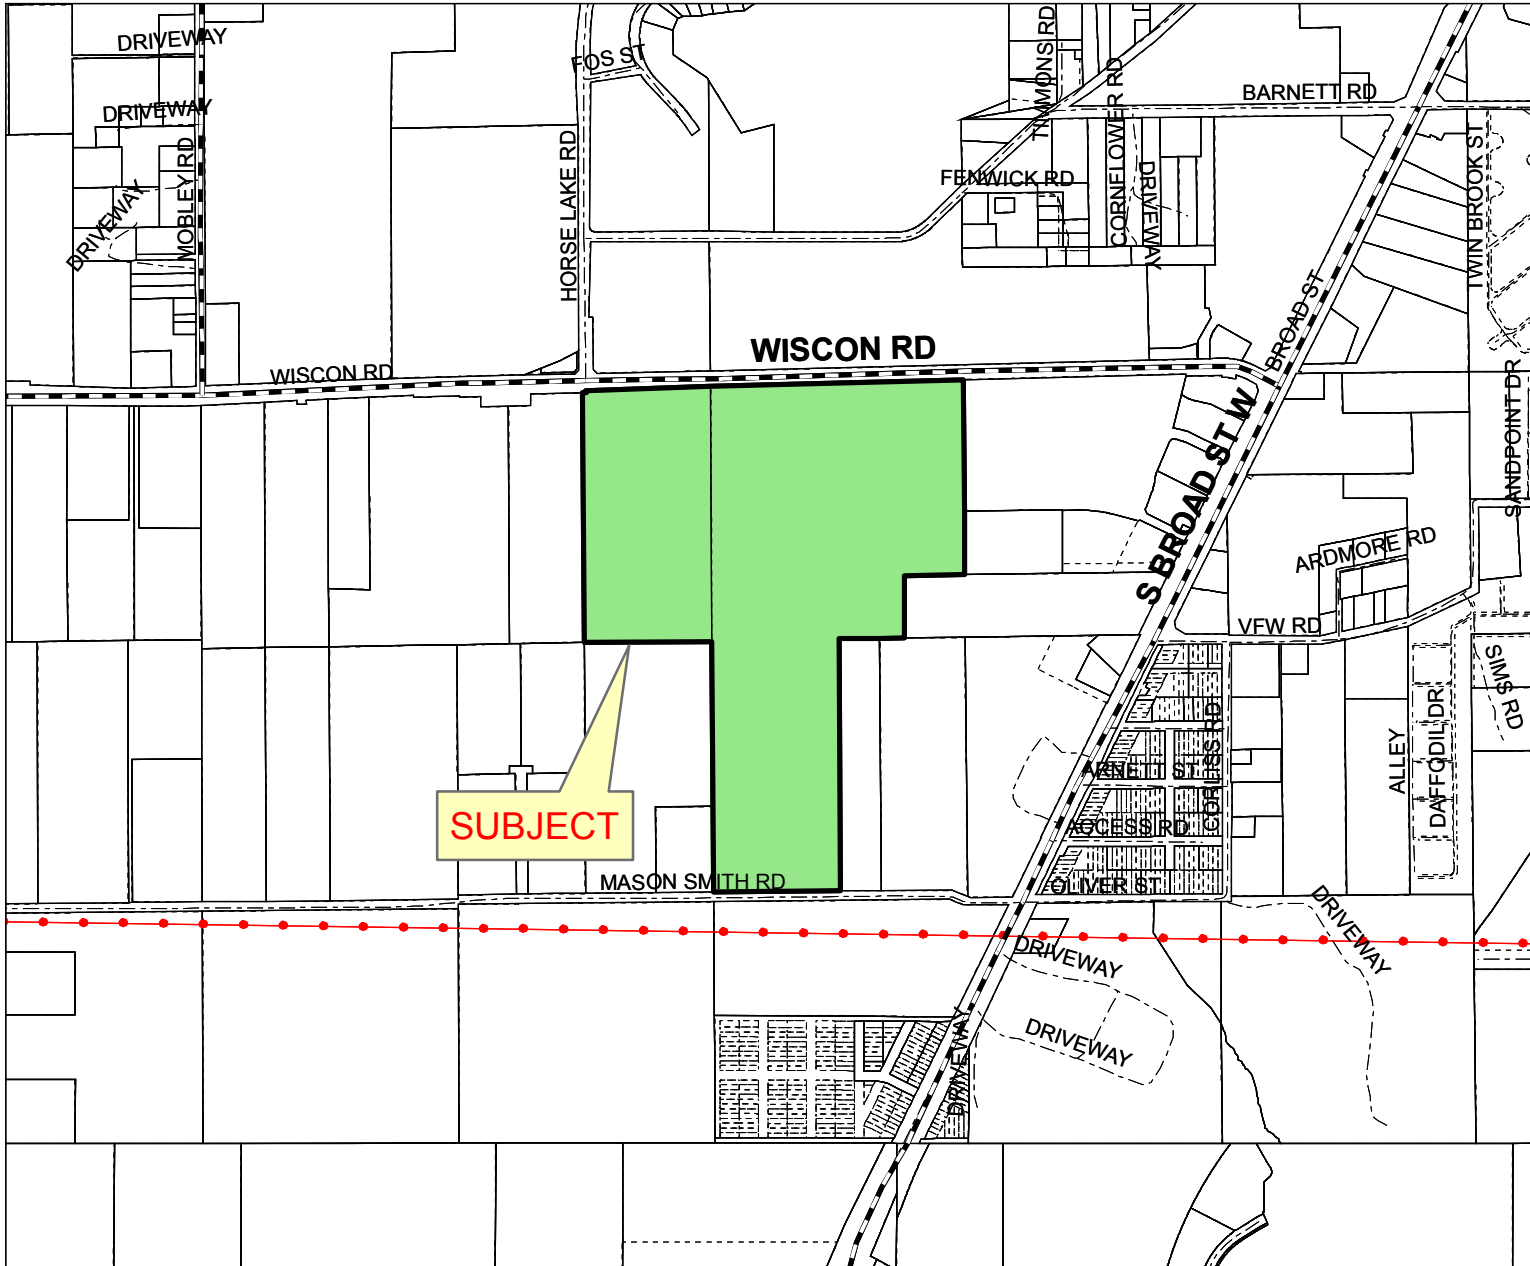 DRIVEWAY
FOS ST
TIMMONS RD
CORNFLOWER RD
BARNETT RD
DRIVEWAY
MOBLEY RD
HORSE LAKE RD
FENWICK RD
DRIVEWAY
TWIN BROOK ST
DRIVEWAY
BROAD ST
WISCON RD
WISCON RD
SANDPOINT DR
S BROAD ST W
ARDMORE RD
VFW RD
SIMS RD
CORLISS RD
DAFFODIL DR
ALLEY
ARNETT ST
SUBJECT
ACCESS RD
MASON SMITH RD
OLIVER ST
DRIVEWAY
DRIVEWAY
DRIVEWAY
DRIVEWAY